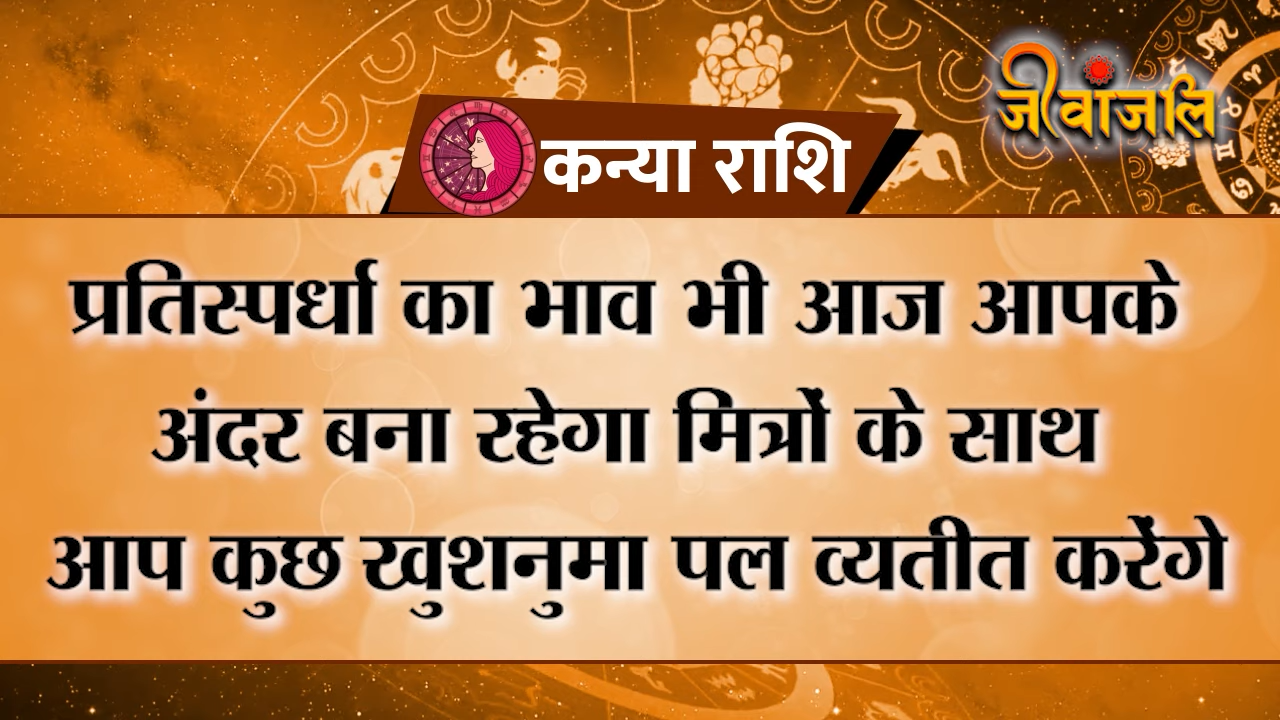 जीवांजलि
कन्या राशि
प्रतिस्पर्धा का भाव भी आज आपके
अंदर बना रहेगा मित्रों के साथ
आप कुछ खुशनुमा पल व्यतीत करेंगे